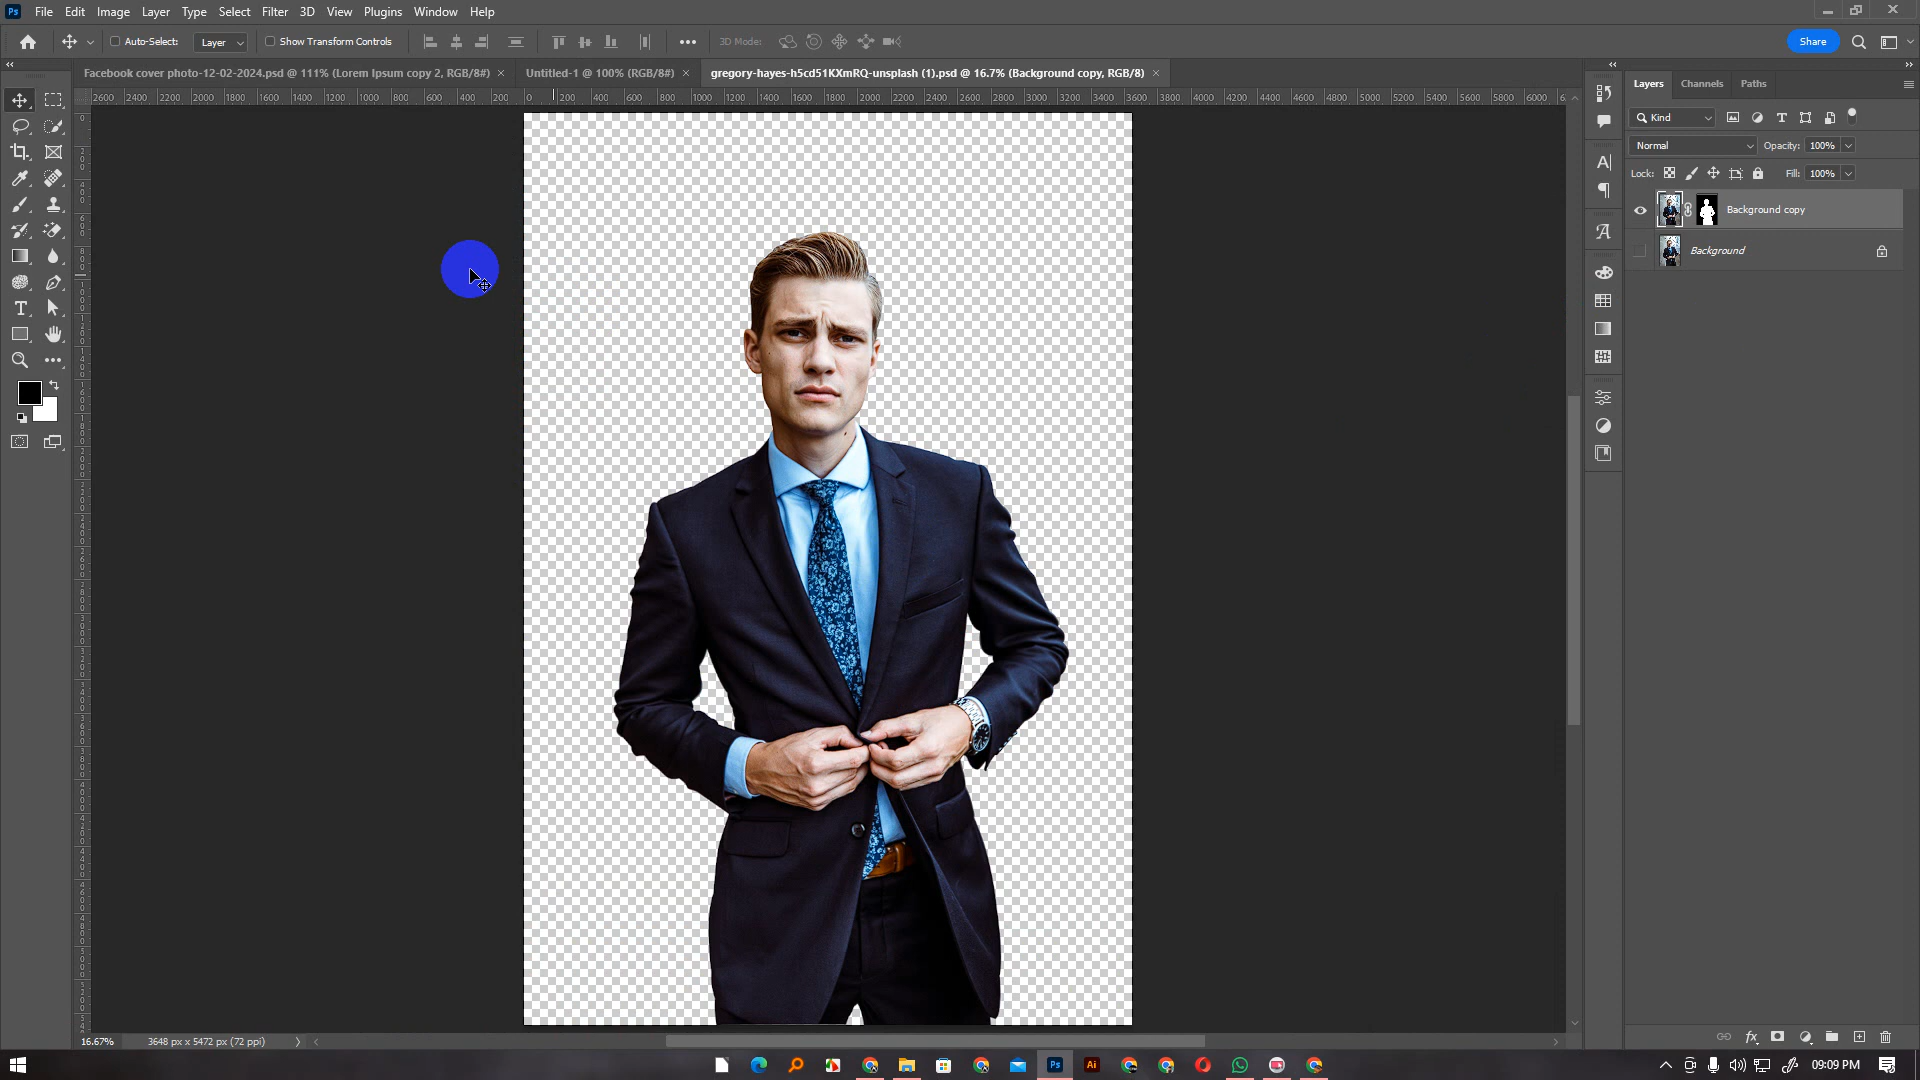 Ps File Edit Image Layer Type Select Filter 3D View Plugins Window Help
Auto-Select: Layer Show Transform Controls 3D Mode: Share
Facebook cover photo-12-02-2024.psd @ 111% (Lorem Ipsum copy 2, RGB/8#) × Untitled-1 @ 100% (RGB/8#) × gregory-hayes-h5cd51KXmRQ-unsplash (1).psd @ 16.7% (Background copy, RGB/8) ×
2600 2400 2200 2000 1800 1600 1400 1200 1000 800 600 400 200 0 200 400 600 800 1000 1200 1400 1600 1800 2000 2200 2400 2600 2800 3000 3200 3400 3600 3800 4000 4200 4400 4600 4800 5000 5200 5400 5600 5800 6000
Layers Channels Paths
Kind
Normal Opacity: 100%
Lock: Fill: 100%
Background copy
Background
16.67% 3648 px x 5472 px (72 ppi)
Ps Ai 09:09 PM